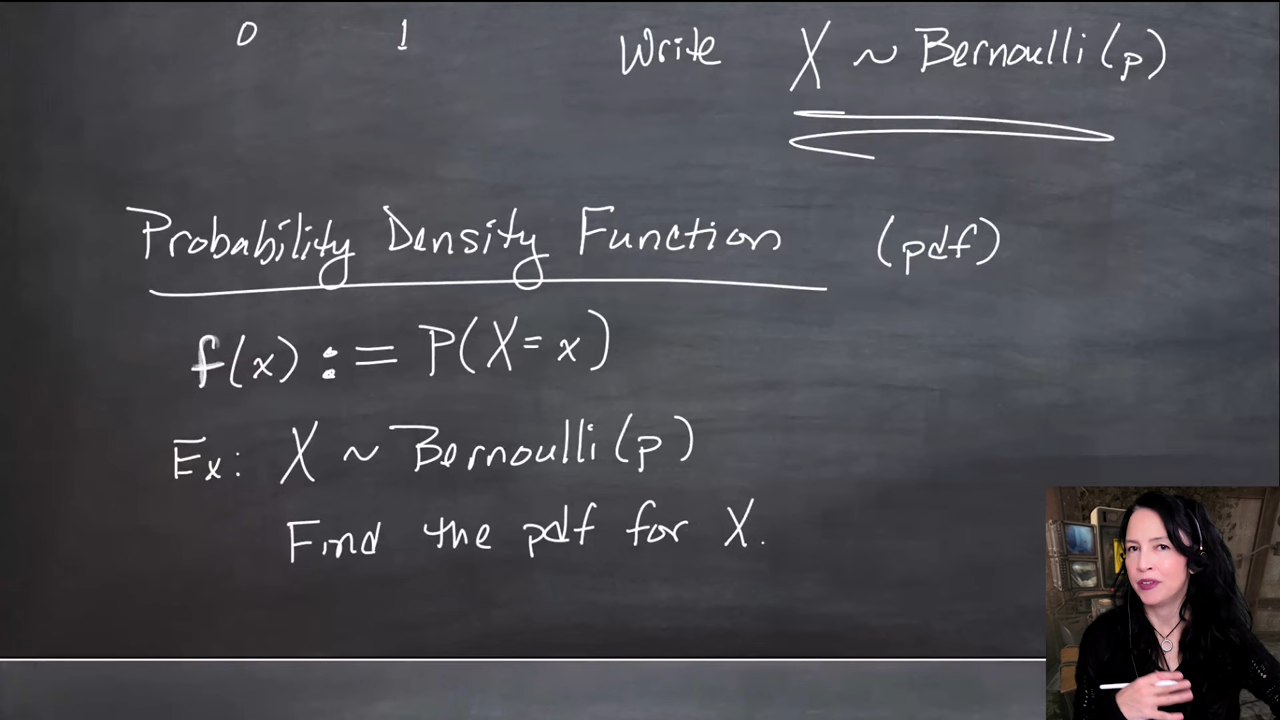 0 1
Write X ~ Bernoulli(p)
Probability Density Function (pdf)
f(x) := P(X=x)
Ex: X ~ Bernoulli(p)
Find the pdf for X.